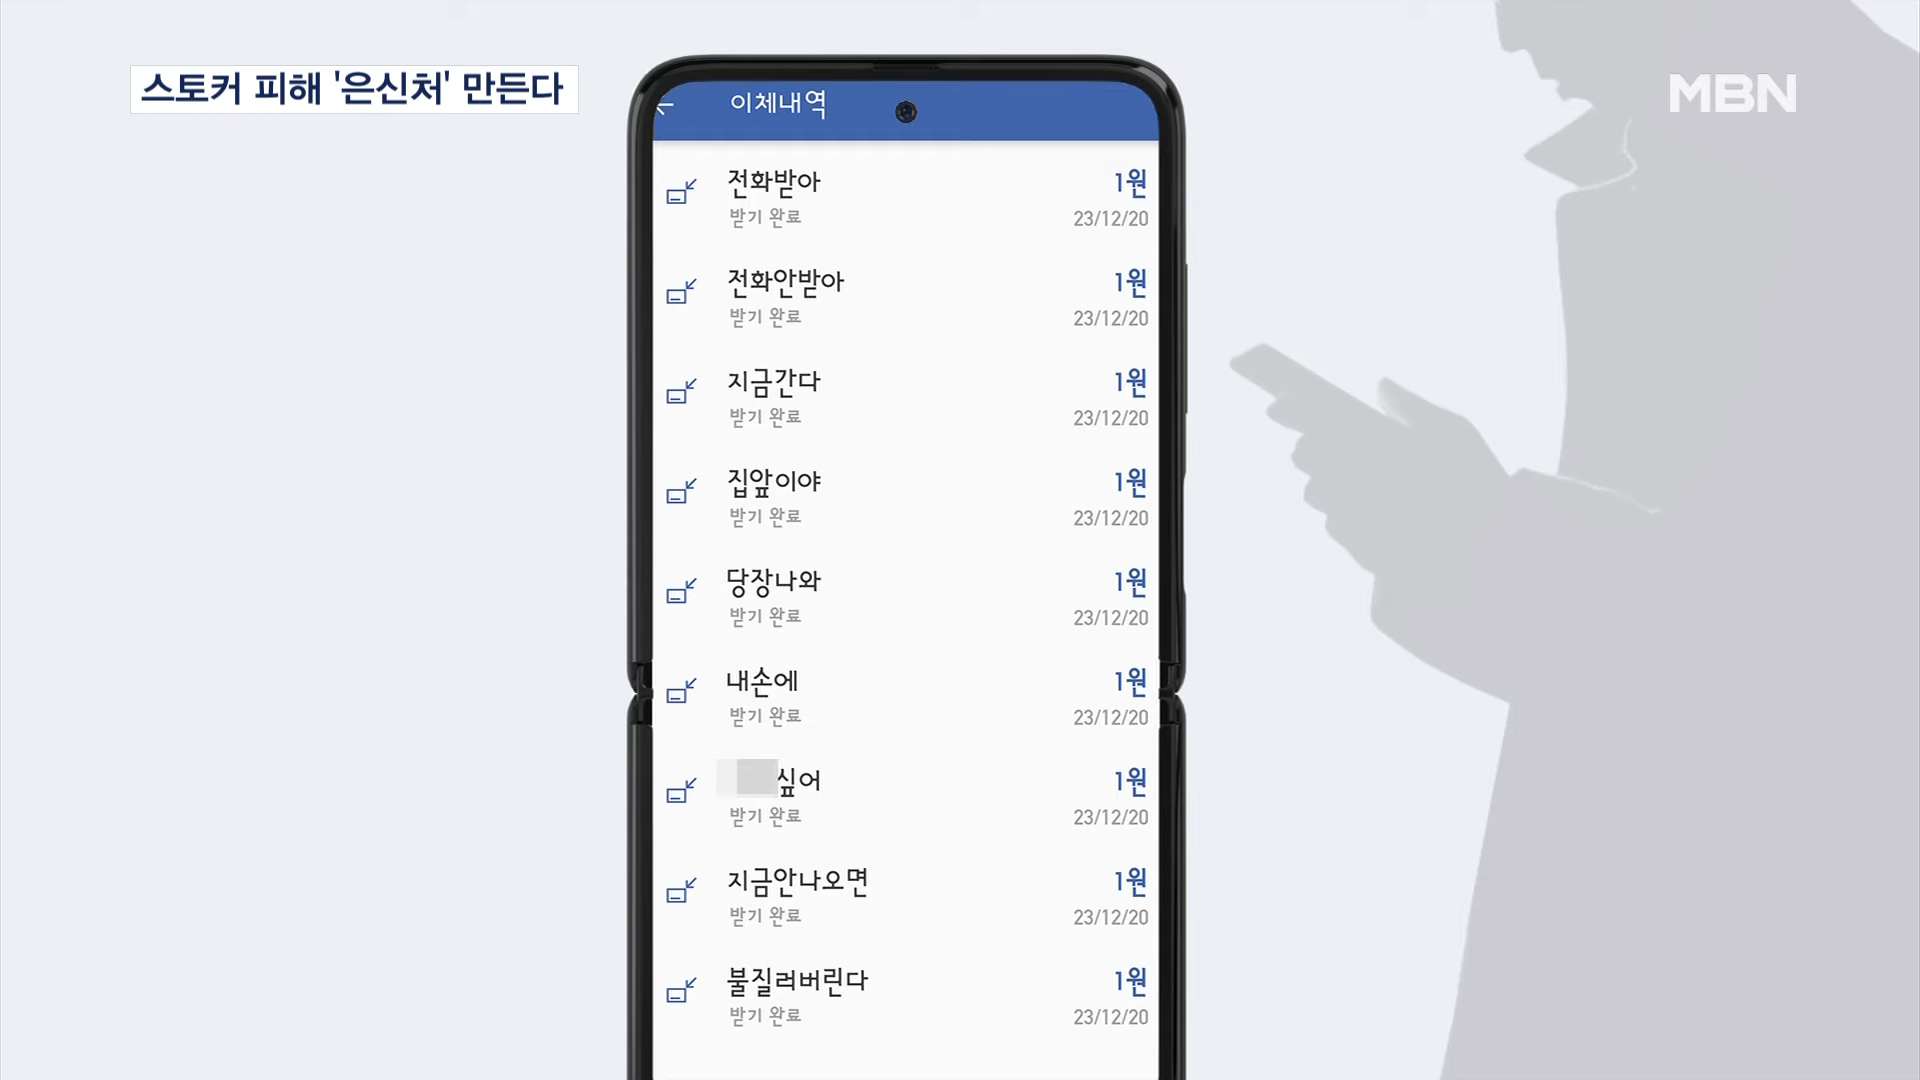 스토커 피해 '은신처' 만든다
MBN
이체내역
전화받아 1원
받기 완료 23/12/20
전화안받아 1원
받기 완료 23/12/20
지금간다 1원
받기 완료 23/12/20
집앞이야 1원
받기 완료 23/12/20
당장나와 1원
받기 완료 23/12/20
내손에 1원
받기 완료 23/12/20
싶어 1원
받기 완료 23/12/20
지금안나오면 1원
받기 완료 23/12/20
불질러버린다 1원
받기 완료 23/12/20